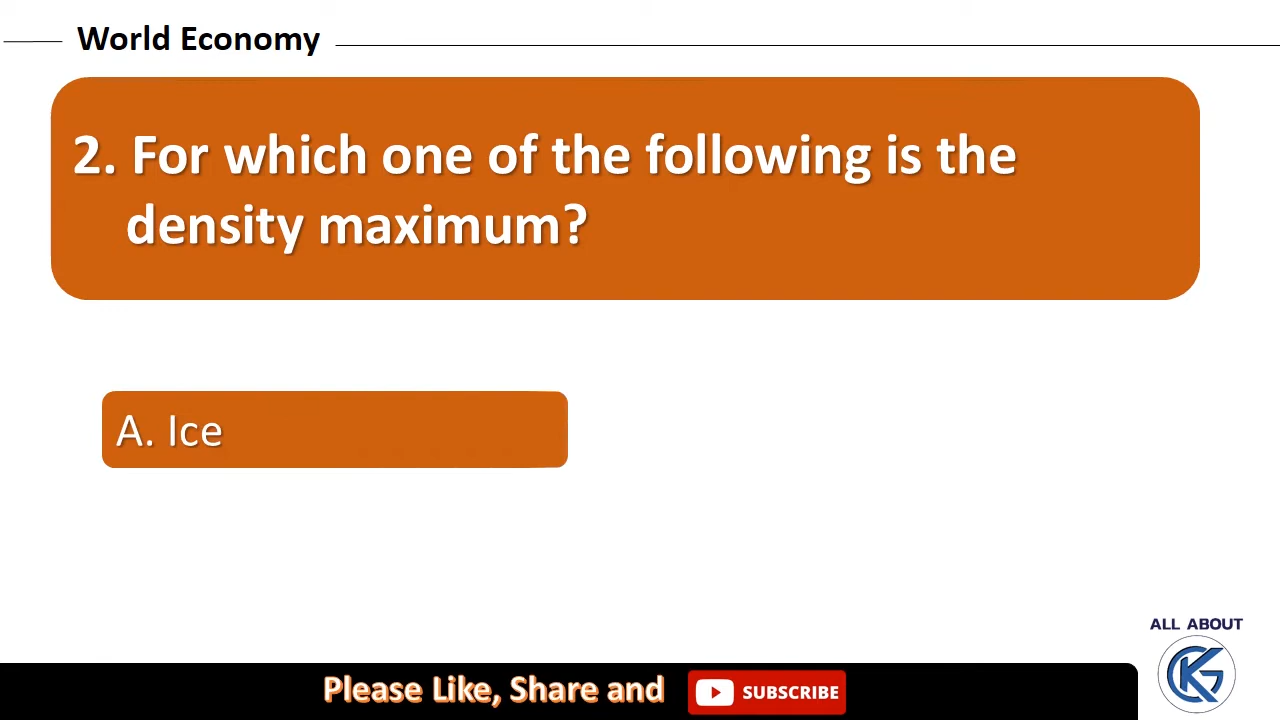 World Economy
2. For which one of the following is the
density maximum?
A. Ice
ALL ABOUT
GK
Please Like, Share and
SUBSCRIBE